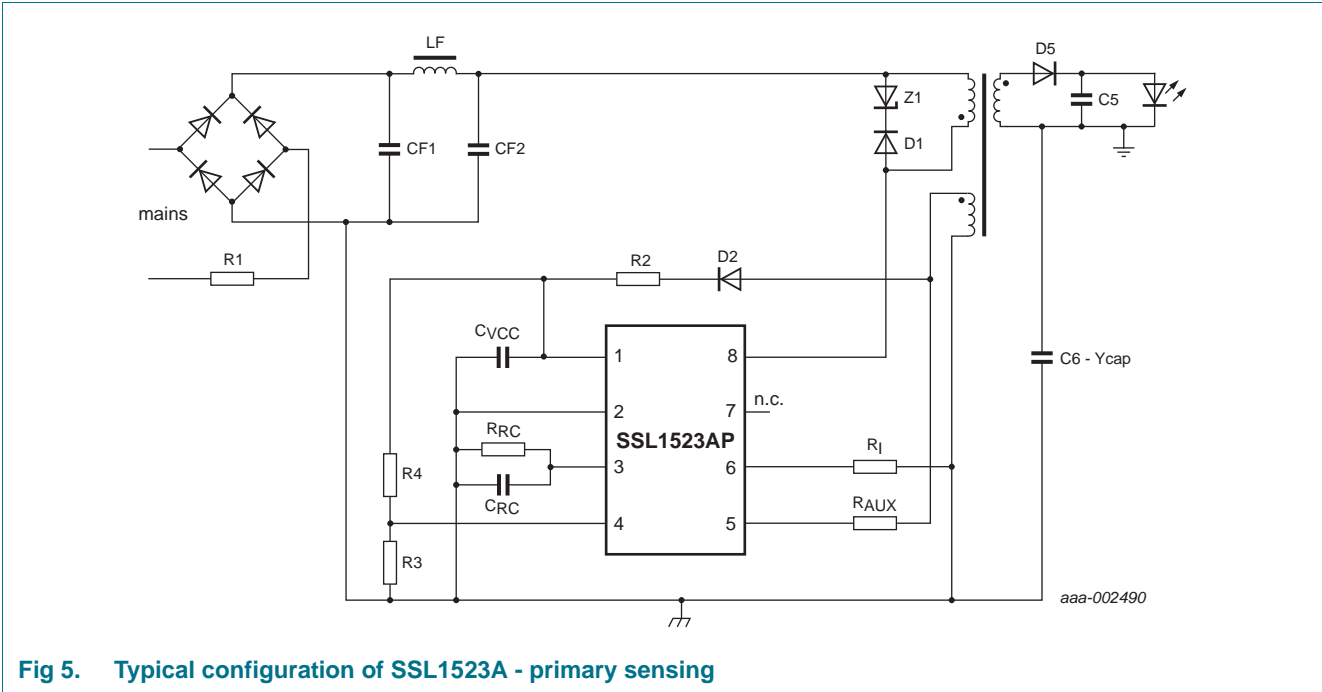 LF
D5
Z1
C5
D1
CF1
CF2
mains
R1
R2
D2
CVCC
1
8
C6 - Ycap
n.c.
2
7
SSL1523AP
RRC
RI
R4
3
6
CRC
RAUX
4
5
R3
aaa-002490
Fig 5. Typical configuration of SSL1523A - primary sensing